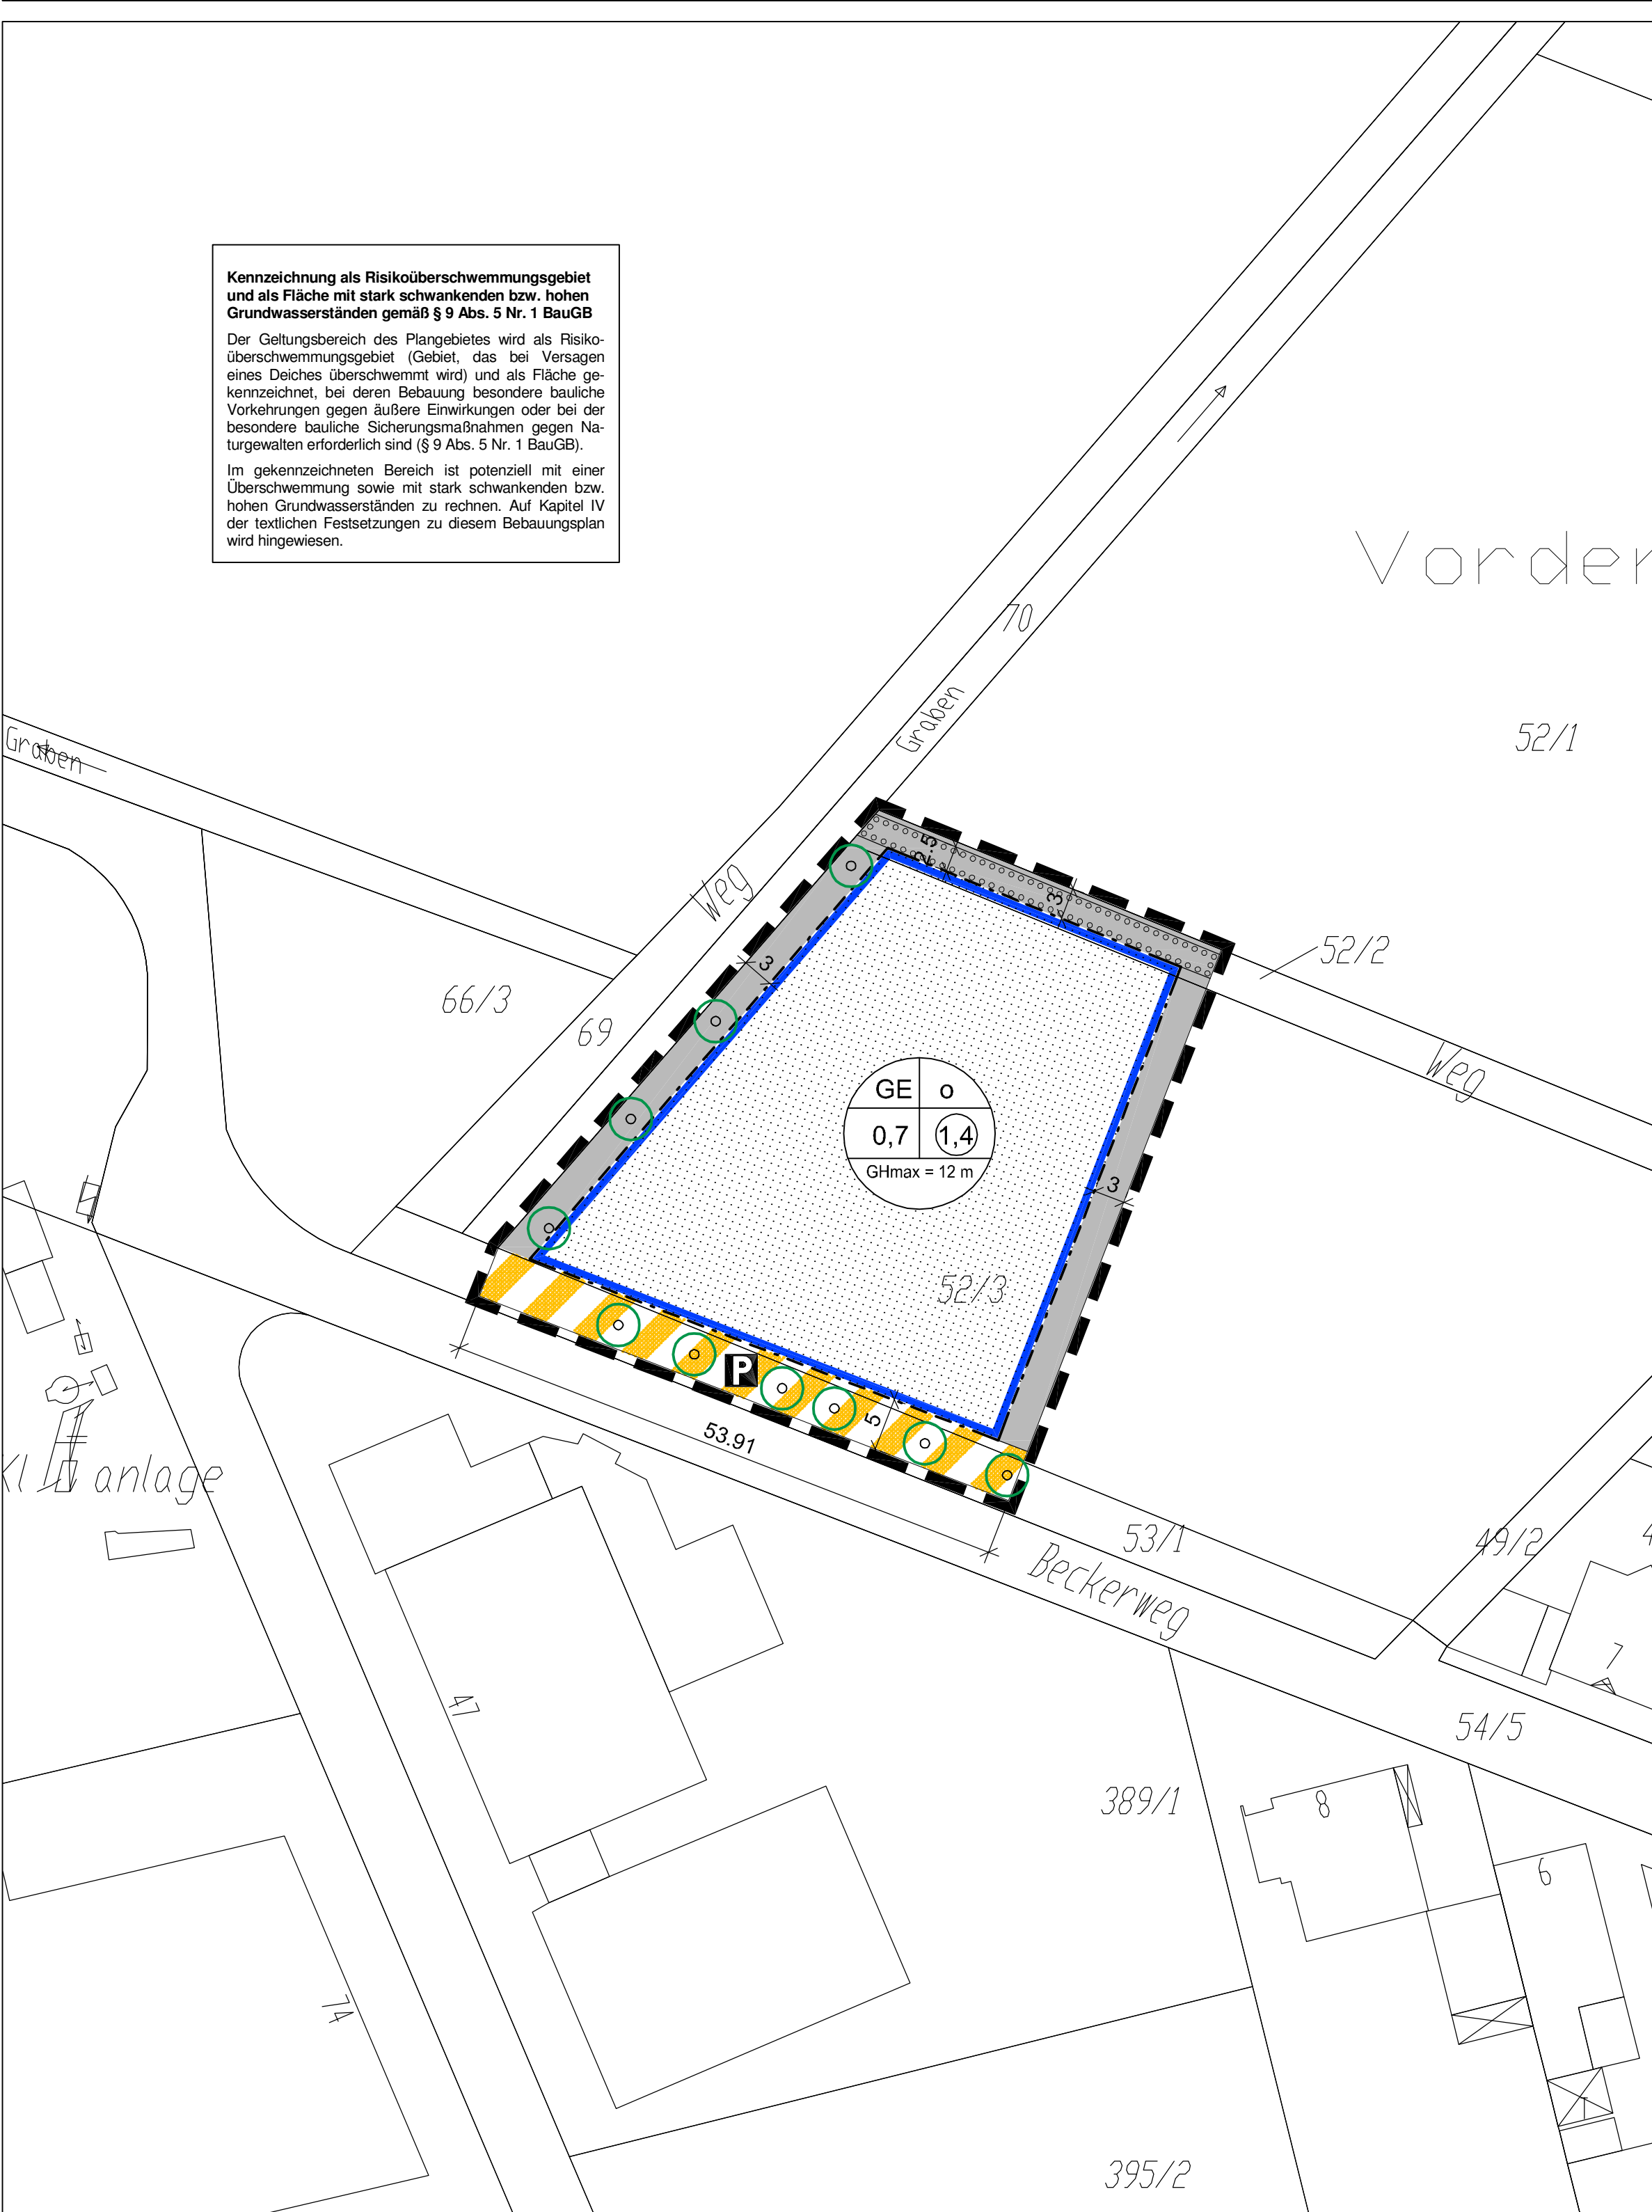 Kennzeichnung als Risikoüberschwemmungsgebiet
und als Fläche mit stark schwankenden bzw. hohen
Grundwasserständen gemäß § 9 Abs. 5 Nr. 1 BauGB
Der Geltungsbereich des Plangebietes wird als Risiko-
überschwemmungsgebiet (Gebiet, das bei Versagen
eines Deiches überschwemmt wird) und als Fläche ge-
kennzeichnet, bei deren Bebauung besondere bauliche
Vorkehrungen gegen äußere Einwirkungen oder bei der
besondere bauliche Sicherungsmaßnahmen gegen Na-
turgewalten erforderlich sind (§ 9 Abs. 5 Nr. 1 BauGB).
Im gekennzeichneten Bereich ist potenziell mit einer
Überschwemmung sowie mit stark schwankenden bzw.
hohen Grundwasserständen zu rechnen. Auf Kapitel IV
der textlichen Festsetzungen zu diesem Bebauungsplan
wird hingewiesen.
Vorder
70
Graben
52/1
Graben
2.5
Weg
3
52/2
3
66/3
69
Weg
GE o
0,7 1,4
GHmax = 12 m
3
52/3
P
5
53.91
anlage
53/1
49/2
Beckerweg
7
47
54/5
389/1
8
6
74
395/2